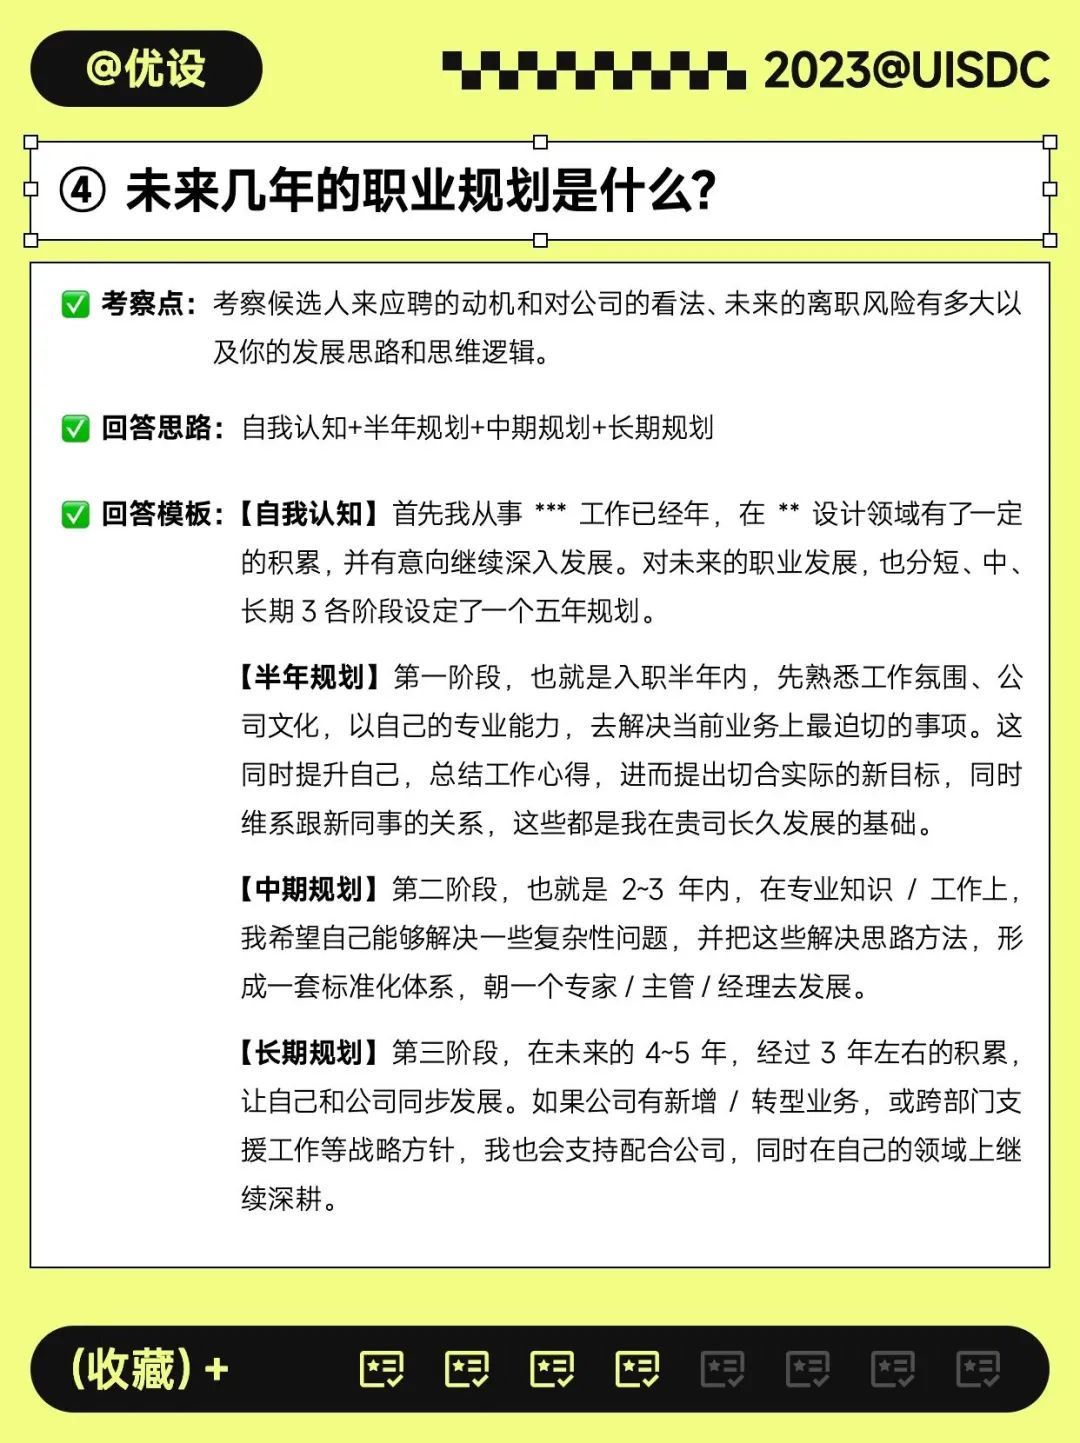 @优设
2023@UISDC
④ 未来几年的职业规划是什么?
✅ 考察点：考察候选人来应聘的动机和对公司的看法、未来的离职风险有多大以
及你的发展思路和思维逻辑。
✅ 回答思路：自我认知+半年规划+中期规划+长期规划
✅ 回答模板：【自我认知】首先我从事 *** 工作已经年，在 ** 设计领域有了一定
的积累，并有意向继续深入发展。对未来的职业发展，也分短、中、
长期 3 各阶段设定了一个五年规划。
【半年规划】第一阶段，也就是入职半年内，先熟悉工作氛围、公
司文化，以自己的专业能力，去解决当前业务上最迫切的事项。这
同时提升自己，总结工作心得，进而提出切合实际的新目标，同时
维系跟新同事的关系，这些都是我在贵司长久发展的基础。
【中期规划】第二阶段，也就是 2~3 年内，在专业知识 / 工作上，
我希望自己能够解决一些复杂性问题，并把这些解决思路方法，形
成一套标准化体系，朝一个专家 / 主管 / 经理去发展。
【长期规划】第三阶段，在未来的 4~5 年，经过 3 年左右的积累，
让自己和公司同步发展。如果公司有新增 / 转型业务，或跨部门支
援工作等战略方针，我也会支持配合公司，同时在自己的领域上继
续深耕。
(收藏) +